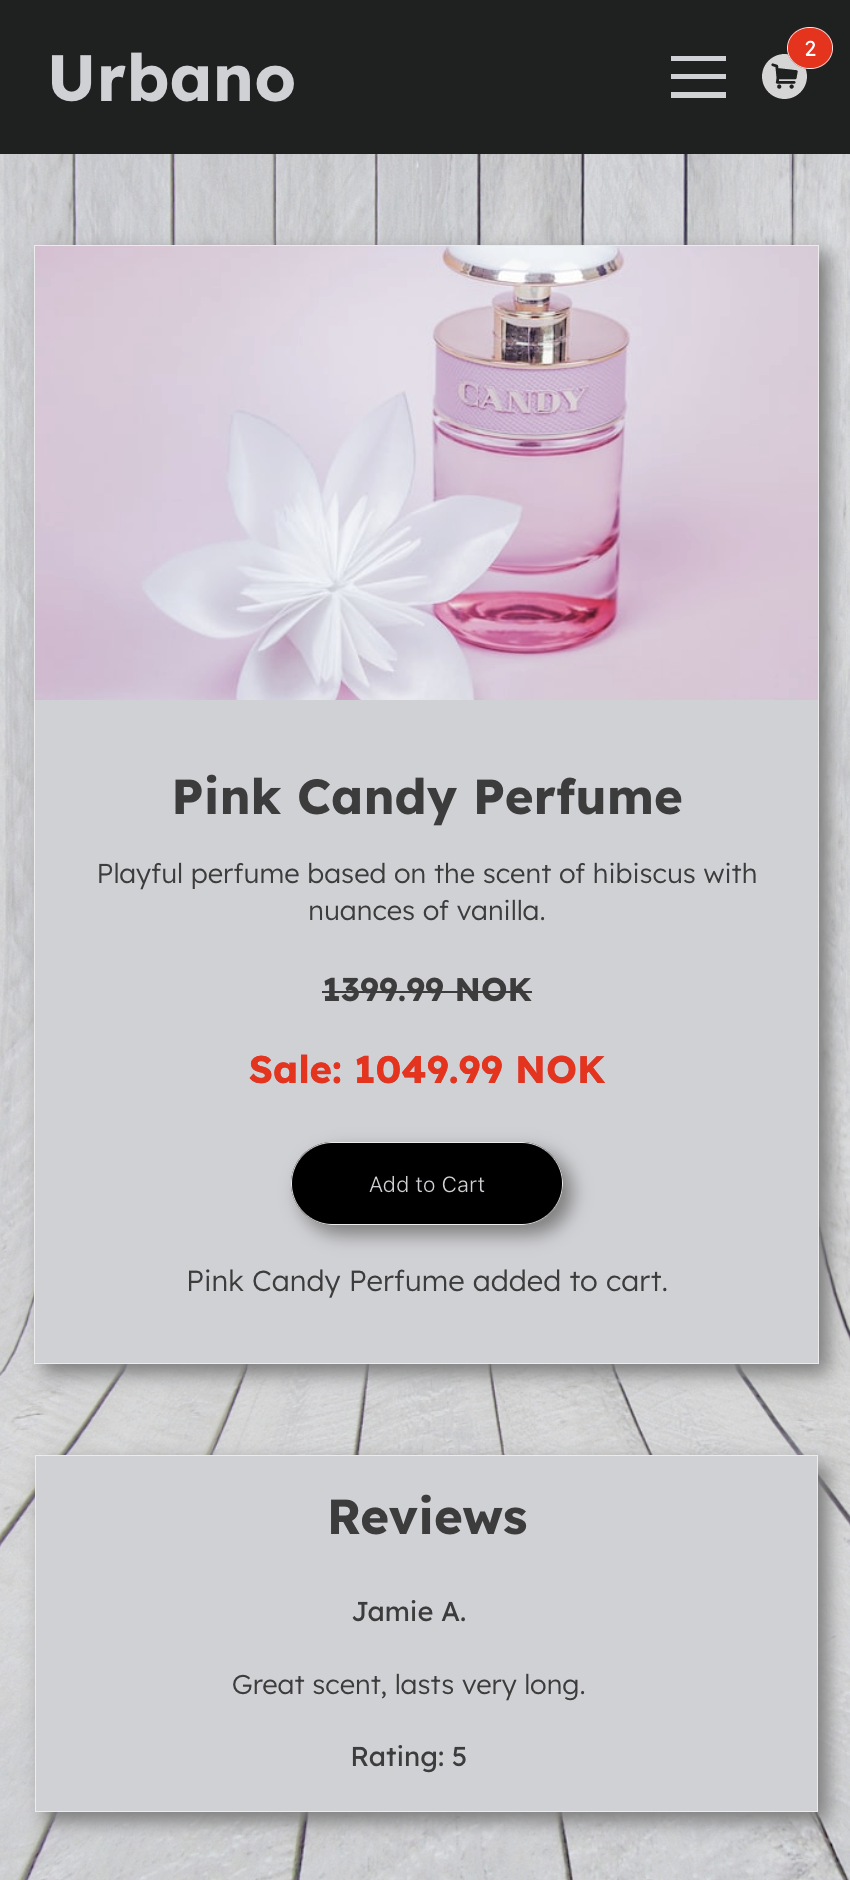 Urbano
2
CANDY
Pink Candy Perfume
Playful perfume based on the scent of hibiscus with
nuances of vanilla.
1399.99 NOK
Sale: 1049.99 NOK
Add to Cart
Pink Candy Perfume added to cart.
Reviews
Jamie A.
Great scent, lasts very long.
Rating: 5